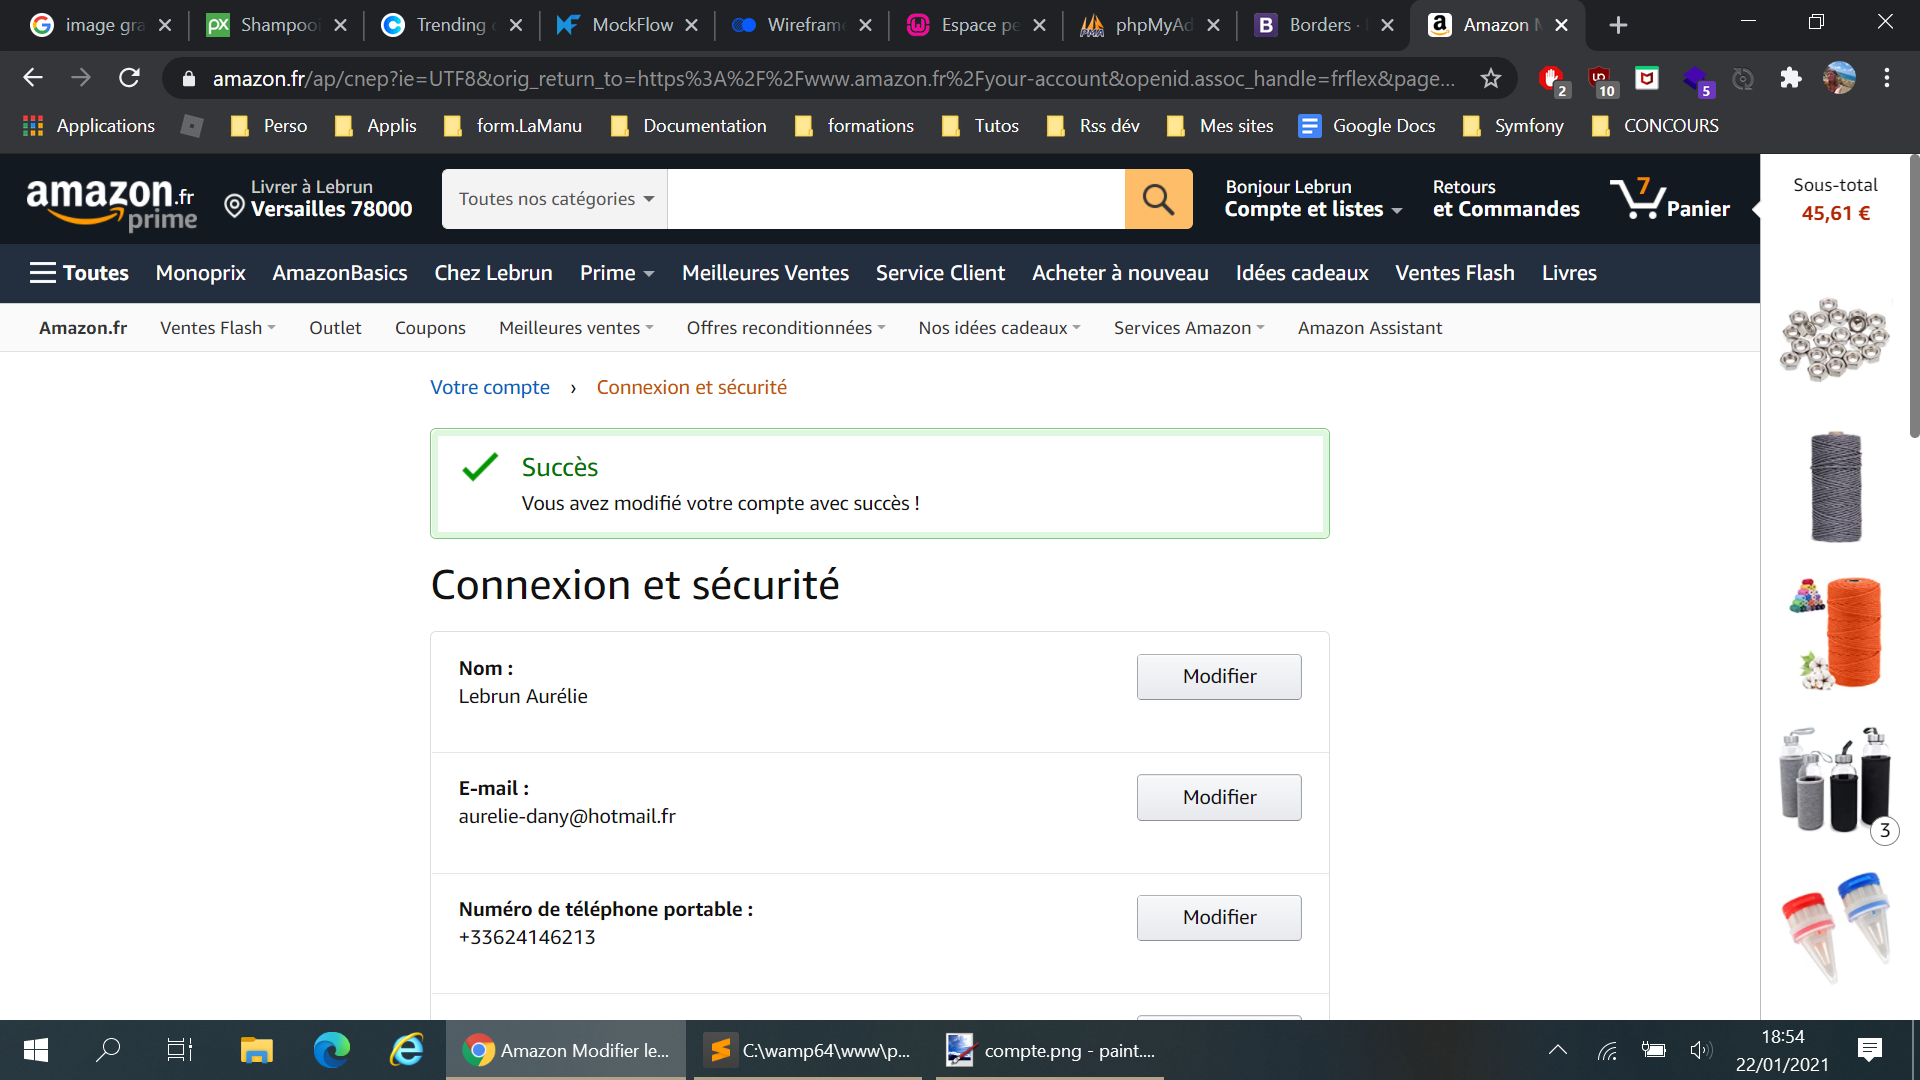 image gra
Shampooi
Trending
MockFlow
Wireframe
Espace pe
phpMyAd
Borders ·
Amazon M
amazon.fr/ap/cnep?ie=UTF8&orig_return_to=https%3A%2F%2Fwww.amazon.fr%2Fyour-account&openid.assoc_handle=frflex&page...
2
10
5
Applications
Perso
Applis
form.LaManu
Documentation
formations
Tutos
Rss dév
Mes sites
Google Docs
Symfony
CONCOURS
amazon.fr
prime
Livrer à Lebrun
Versailles 78000
Toutes nos catégories
Bonjour Lebrun
Compte et listes
Retours
et Commandes
7
Panier
Sous-total
45,61 €
Toutes
Monoprix
AmazonBasics
Chez Lebrun
Prime
Meilleures Ventes
Service Client
Acheter à nouveau
Idées cadeaux
Ventes Flash
Livres
Amazon.fr
Ventes Flash
Outlet
Coupons
Meilleures ventes
Offres reconditionnées
Nos idées cadeaux
Services Amazon
Amazon Assistant
Votre compte › Connexion et sécurité
Succès
Vous avez modifié votre compte avec succès !
Connexion et sécurité
Nom :
Lebrun Aurélie
Modifier
E-mail :
aurelie-dany@hotmail.fr
Modifier
Numéro de téléphone portable :
+33624146213
Modifier
3
Amazon Modifier le...
C:\wamp64\www\p...
compte.png - paint....
18:54
22/01/2021